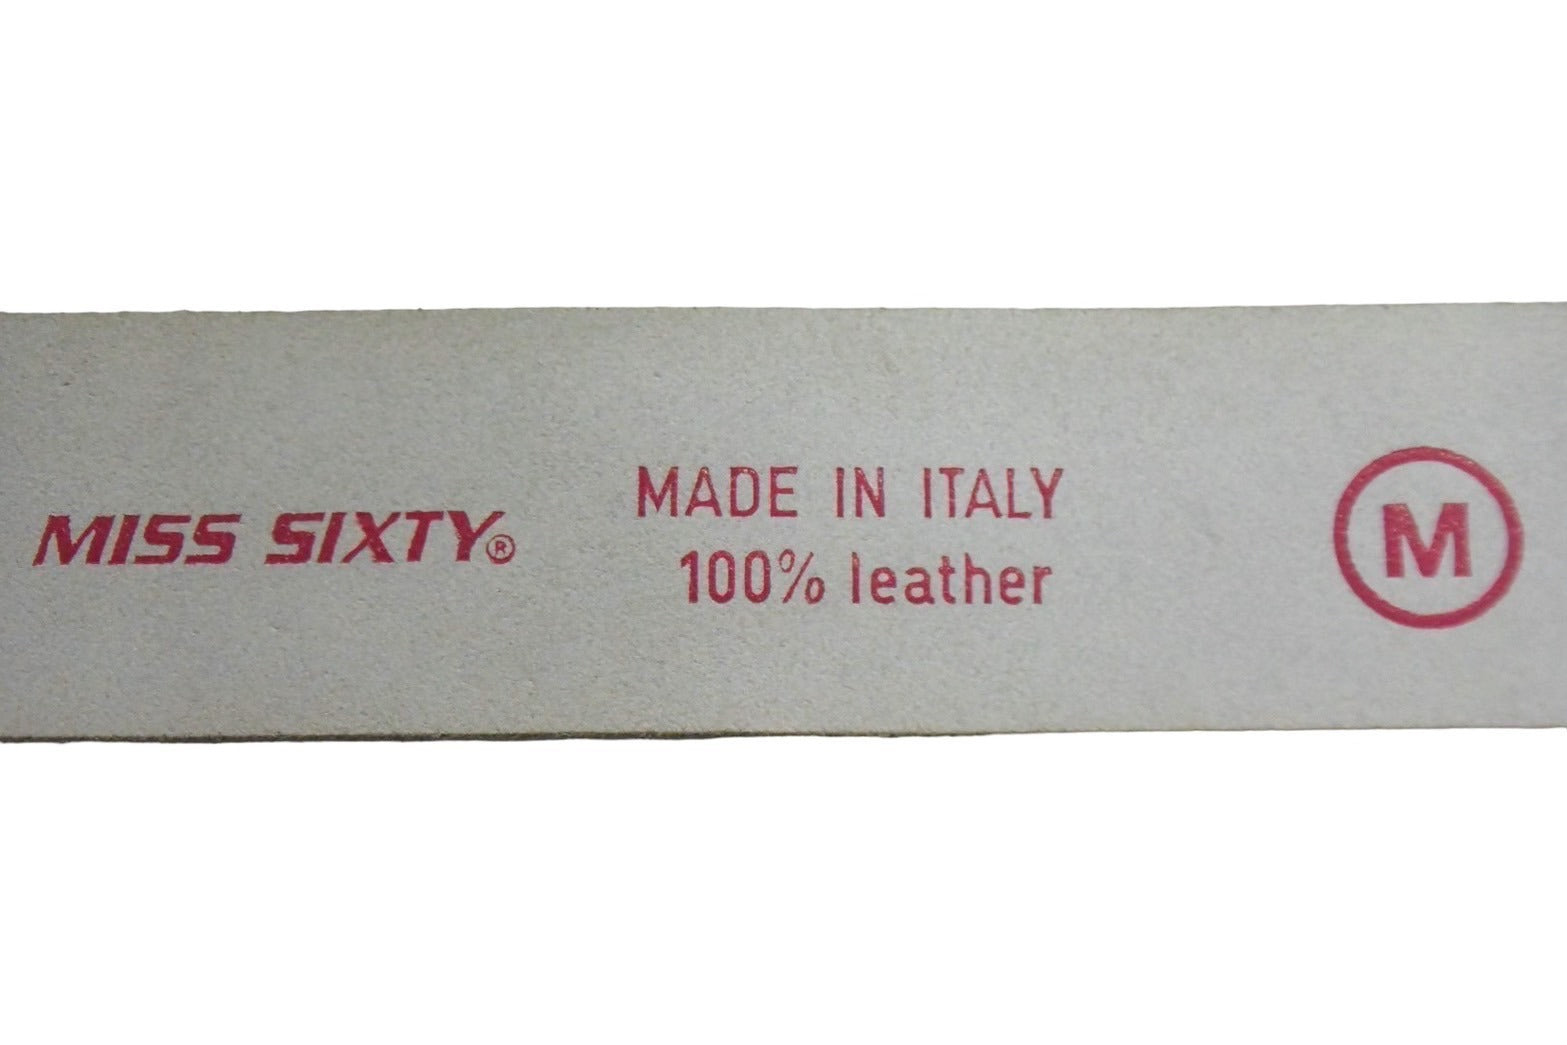 MISS SIXTY®
MADE IN ITALY
100% leather
M